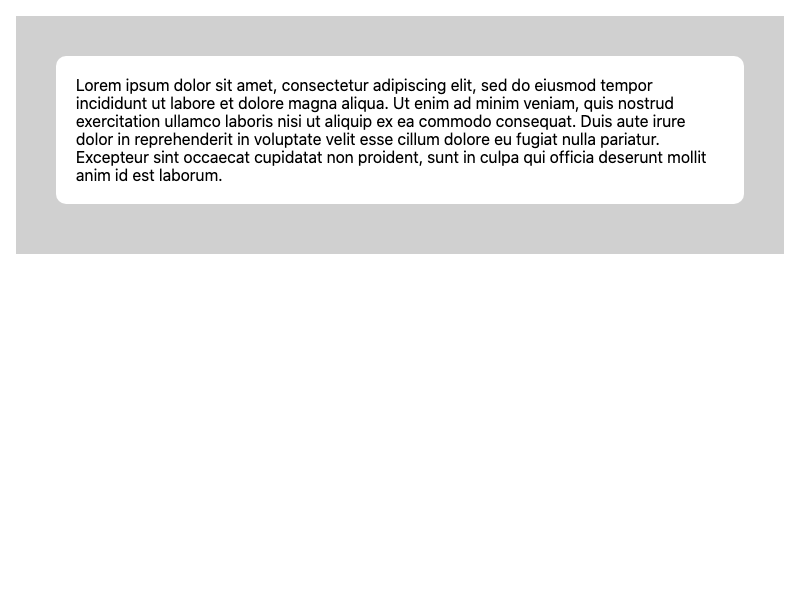 Lorem ipsum dolor sit amet, consectetur adipiscing elit, sed do eiusmod tempor
incididunt ut labore et dolore magna aliqua. Ut enim ad minim veniam, quis nostrud
exercitation ullamco laboris nisi ut aliquip ex ea commodo consequat. Duis aute irure
dolor in reprehenderit in voluptate velit esse cillum dolore eu fugiat nulla pariatur.
Excepteur sint occaecat cupidatat non proident, sunt in culpa qui officia deserunt mollit
anim id est laborum.